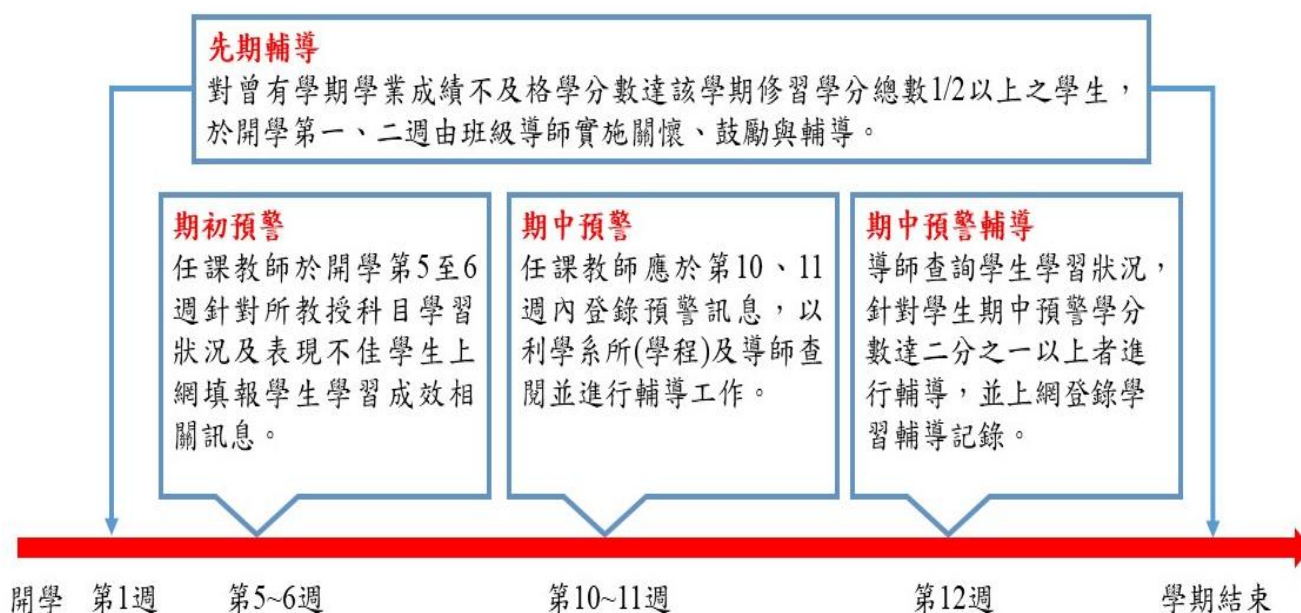 先期輔導
對曾有學期學業成績不及格學分數達該學期修習學分總數1/2以上之學生，
於開學第一、二週由班級導師實施關懷、鼓勵與輔導。
期初預警
任課教師於開學第5至6
週針對所教授科目學習
狀況及表現不佳學生上
網填報學生學習成效相
關訊息。
期中預警
任課教師應於第10、11
週內登錄預警訊息，以
利學系所(學程)及導師查
閱並進行輔導工作。
期中預警輔導
導師查詢學生學習狀況，
針對學生期中預警學分
數達二分之一以上者進
行輔導，並上網登錄學
習輔導記錄。
開學 第1週 第5~6週 第10~11週 第12週 學期結束